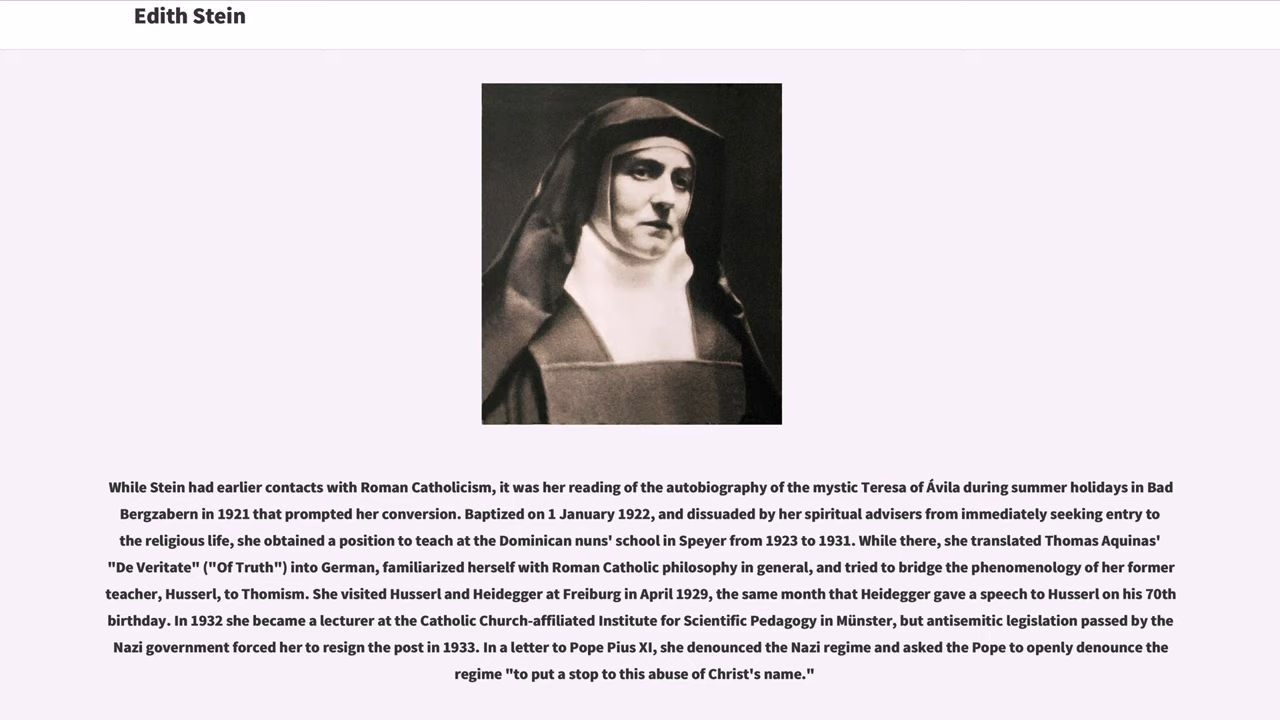 Edith Stein
While Stein had earlier contacts with Roman Catholicism, it was her reading of the autobiography of the mystic Teresa of Ávila during summer holidays in Bad
Bergzabern in 1921 that prompted her conversion. Baptized on 1 January 1922, and dissuaded by her spiritual advisers from immediately seeking entry to
the religious life, she obtained a position to teach at the Dominican nuns' school in Speyer from 1923 to 1931. While there, she translated Thomas Aquinas'
"De Veritate" ("Of Truth") into German, familiarized herself with Roman Catholic philosophy in general, and tried to bridge the phenomenology of her former
teacher, Husserl, to Thomism. She visited Husserl and Heidegger at Freiburg in April 1929, the same month that Heidegger gave a speech to Husserl on his 70th
birthday. In 1932 she became a lecturer at the Catholic Church-affiliated Institute for Scientific Pedagogy in Münster, but antisemitic legislation passed by the
Nazi government forced her to resign the post in 1933. In a letter to Pope Pius XI, she denounced the Nazi regime and asked the Pope to openly denounce the
regime "to put a stop to this abuse of Christ's name."